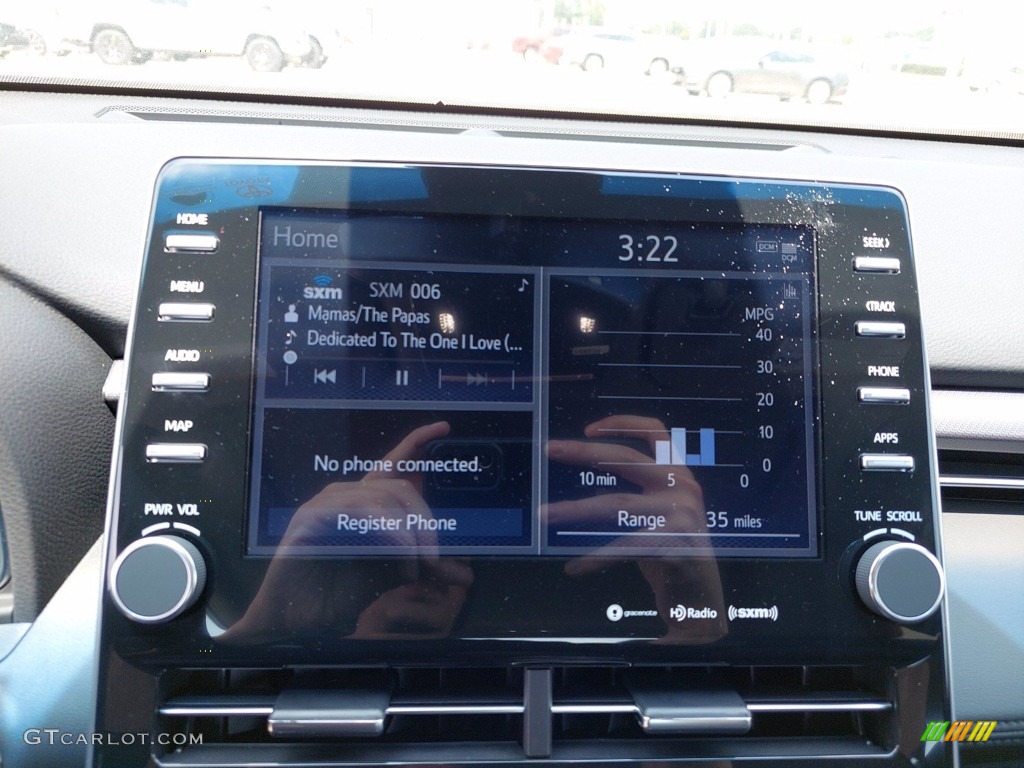 HOME
MENU
AUDIO
MAP
PWR VOL
Home
3:22
DCM
DCM
sxm SXM 006
Mamas/The Papas
Dedicated To The One I Love (...
No phone connected.
Register Phone
MPG
40
30
20
10
0
10 min 5 0
Range 35 miles
SEEK>
<TRACK
PHONE
APPS
TUNE SCROLL
gracenote HD Radio ((sxm))
GTCARLOT.COM